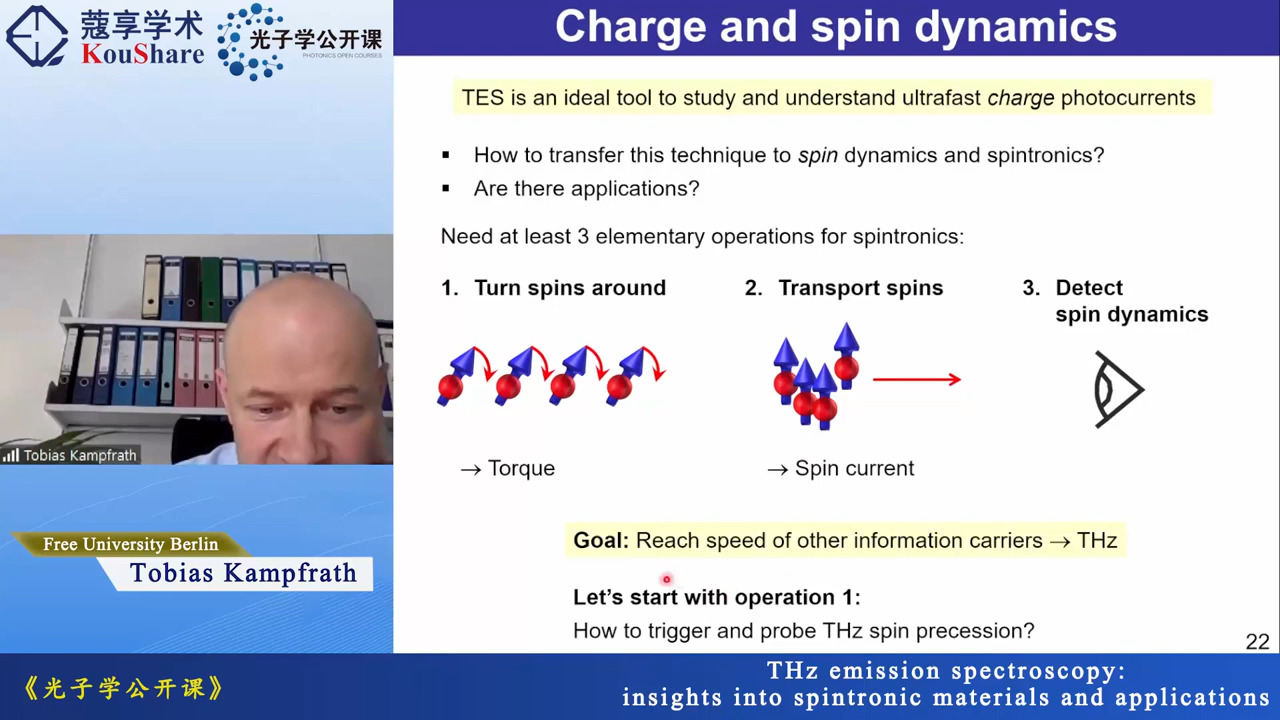 蔻享学术
KouShare
光子学公开课
PHOTONICS OPEN COURSES
Charge and spin dynamics
TES is an ideal tool to study and understand ultrafast charge photocurrents
▪ How to transfer this technique to spin dynamics and spintronics?
▪ Are there applications?
Need at least 3 elementary operations for spintronics:
1. Turn spins around
2. Transport spins
3. Detect
spin dynamics
→ Torque
→ Spin current
Goal: Reach speed of other information carriers → THz
Let's start with operation 1:
How to trigger and probe THz spin precession?
22
Tobias Kampfrath
Free University Berlin
Tobias Kampfrath
《光子学公开课》
THz emission spectroscopy:
insights into spintronic materials and applications